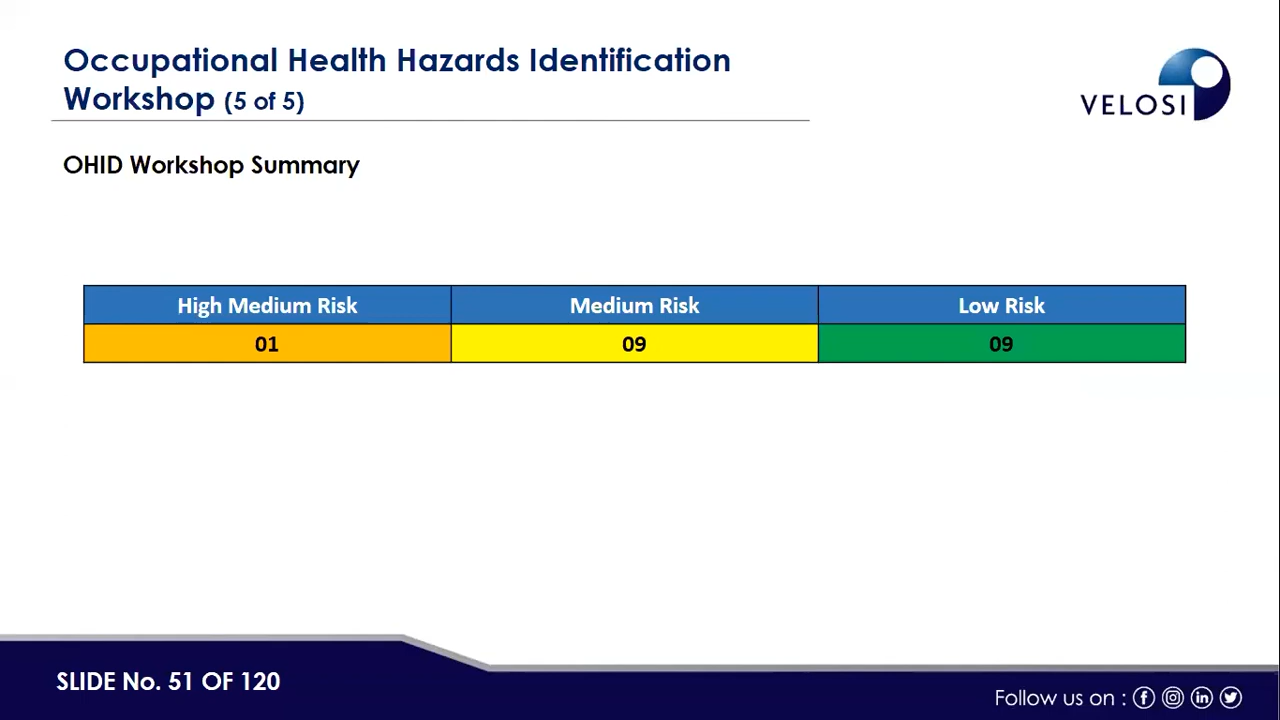 Occupational Health Hazards Identification
Workshop (5 of 5)
VELOSI
OHID Workshop Summary
High Medium Risk Medium Risk Low Risk
01 09 09
SLIDE No. 51 OF 120
Follow us on :